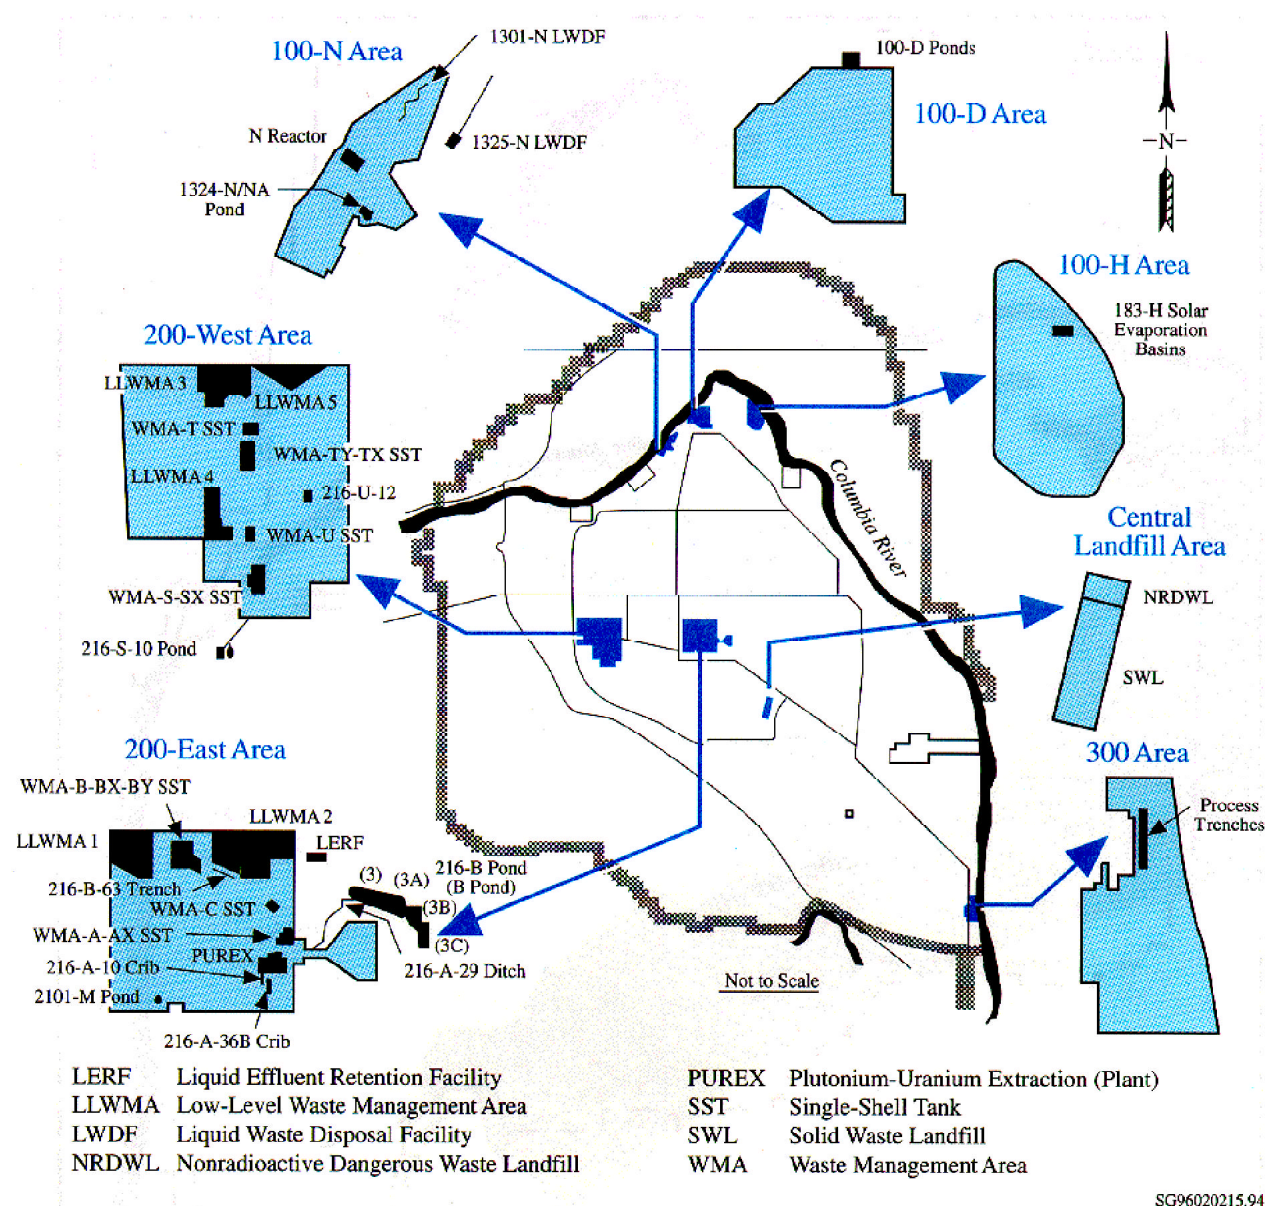 100-N Area
1301-N LWDF
N Reactor
1325-N LWDF
1324-N/NA
Pond
100-D Ponds
100-D Area
N
100-H Area
183-H Solar
Evaporation
Basins
200-West Area
LLWMA 3
LLWMA 5
WMA-T SST
WMA-TY-TX SST
LLWMA 4
216-U-12
WMA-U SST
WMA-S-SX SST
216-S-10 Pond
Columbia River
Central
Landfill Area
NRDWL
SWL
200-East Area
WMA-B-BX-BY SST
LLWMA 2
LLWMA 1
LERF
216-B-63 Trench
WMA-C SST
WMA-A-AX SST
PUREX
216-A-10 Crib
2101-M Pond
216-A-36B Crib
(3)
(3A)
(3B)
(3C)
216-B Pond
(B Pond)
216-A-29 Ditch
300 Area
Process
Trenches
Not to Scale
LERF Liquid Effluent Retention Facility
LLWMA Low-Level Waste Management Area
LWDF Liquid Waste Disposal Facility
NRDWL Nonradioactive Dangerous Waste Landfill
PUREX Plutonium-Uranium Extraction (Plant)
SST Single-Shell Tank
SWL Solid Waste Landfill
WMA Waste Management Area
SG96020215.94